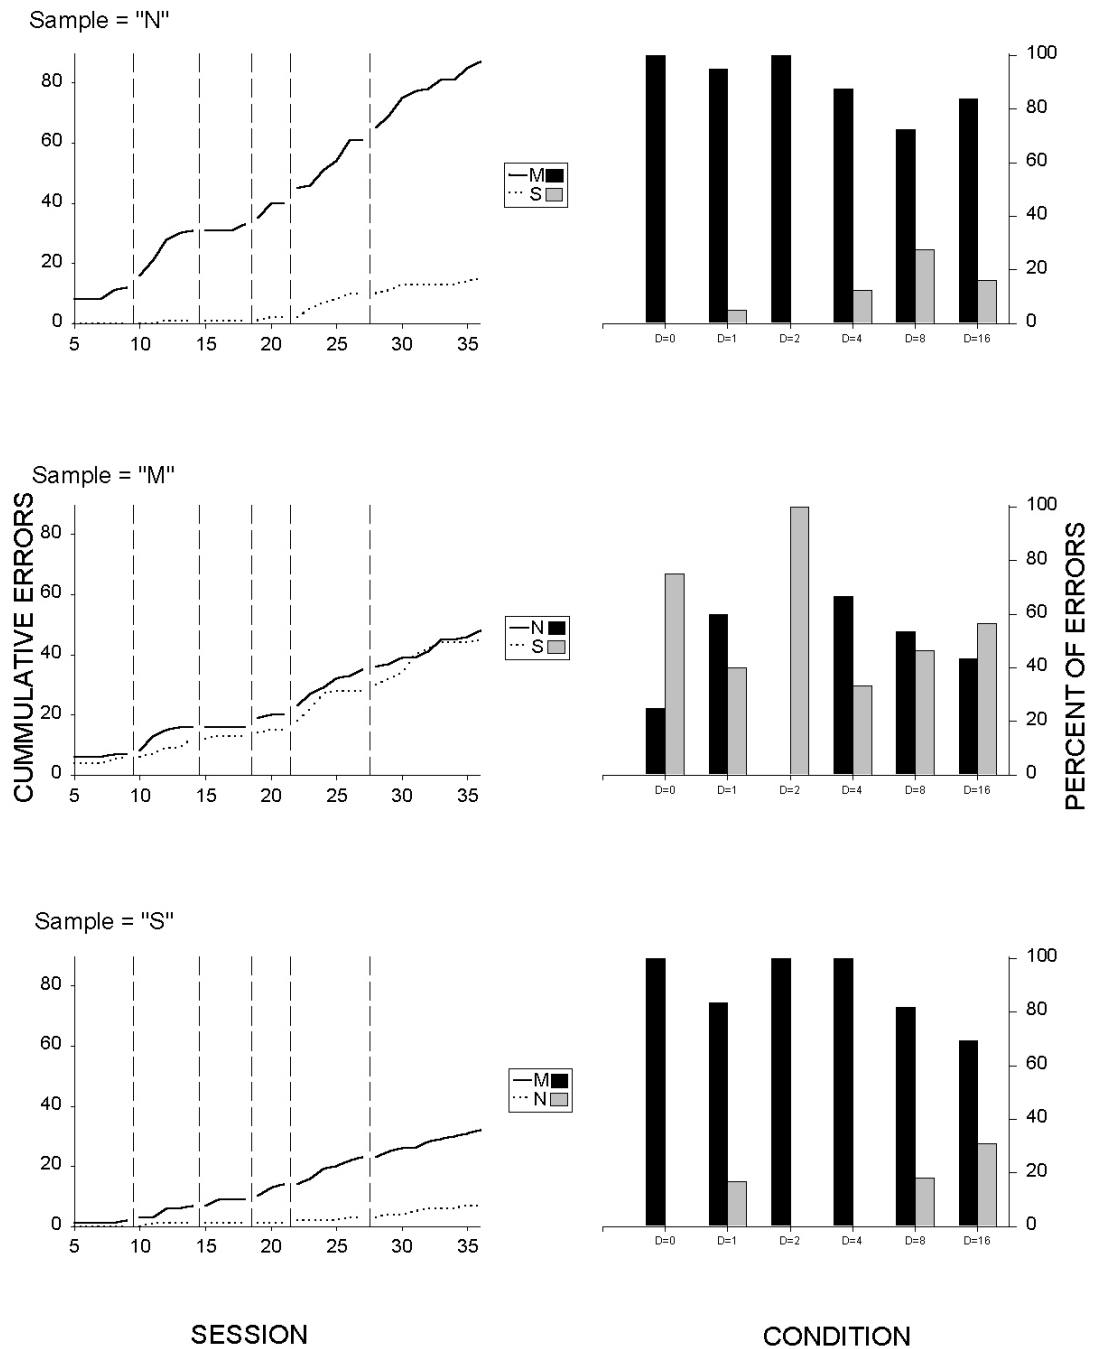 Sample = "N"
80
60
40
20
0
5 10 15 20 25 30 35
M
S
100
80
60
40
20
0
D=0 D=1 D=2 D=4 D=8 D=16
Sample = "M"
CUMMULATIVE ERRORS
80
60
40
20
0
5 10 15 20 25 30 35
N
S
100
80
60
40
20
0
D=0 D=1 D=2 D=4 D=8 D=16
PERCENT OF ERRORS
Sample = "S"
80
60
40
20
0
5 10 15 20 25 30 35
M
N
100
80
60
40
20
0
D=0 D=1 D=2 D=4 D=8 D=16
SESSION
CONDITION